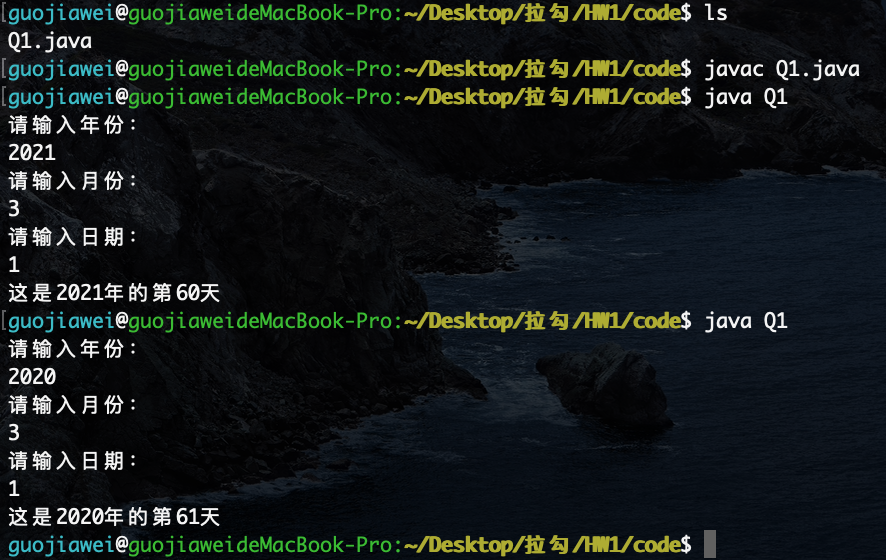 guojiawei@guojiaweideMacBook-Pro:~/Desktop/拉勾/HW1/code$ ls
Q1.java
guojiawei@guojiaweideMacBook-Pro:~/Desktop/拉勾/HW1/code$ javac Q1.java
guojiawei@guojiaweideMacBook-Pro:~/Desktop/拉勾/HW1/code$ java Q1
请输入年份：
2021
请输入月份：
3
请输入日期：
1
这是2021年的第60天
guojiawei@guojiaweideMacBook-Pro:~/Desktop/拉勾/HW1/code$ java Q1
请输入年份：
2020
请输入月份：
3
请输入日期：
1
这是2020年的第61天
guojiawei@guojiaweideMacBook-Pro:~/Desktop/拉勾/HW1/code$